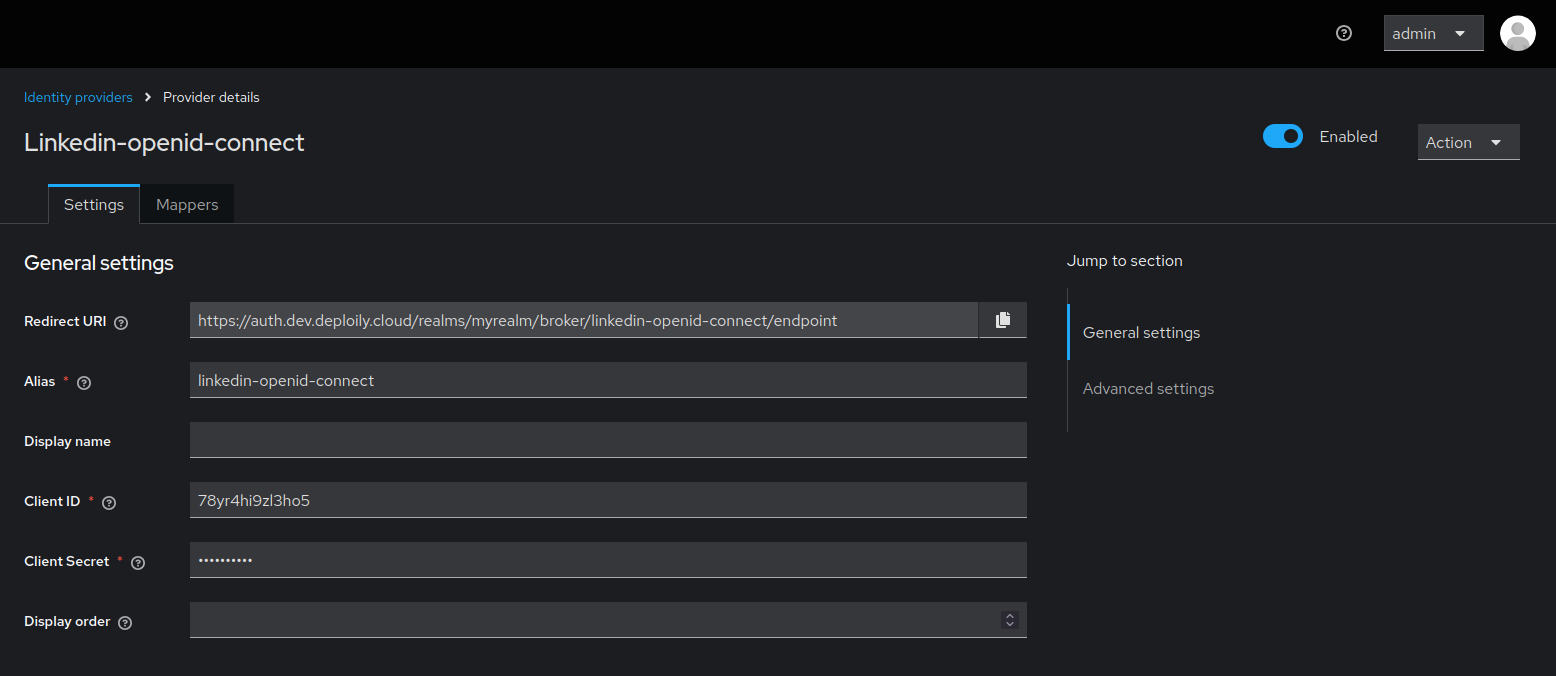 admin
Identity providers > Provider details
Linkedin-openid-connect
Enabled
Action
Settings
Mappers
General settings
Redirect URI
https://auth.dev.deploily.cloud/realms/myrealm/broker/linkedin-openid-connect/endpoint
Alias *
linkedin-openid-connect
Display name
Client ID *
78yr4hi9zl3ho5
Client Secret *
••••••••••
Display order
Jump to section
General settings
Advanced settings